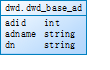 dwd.dwd_base_ad
adid int
adname string
dn string